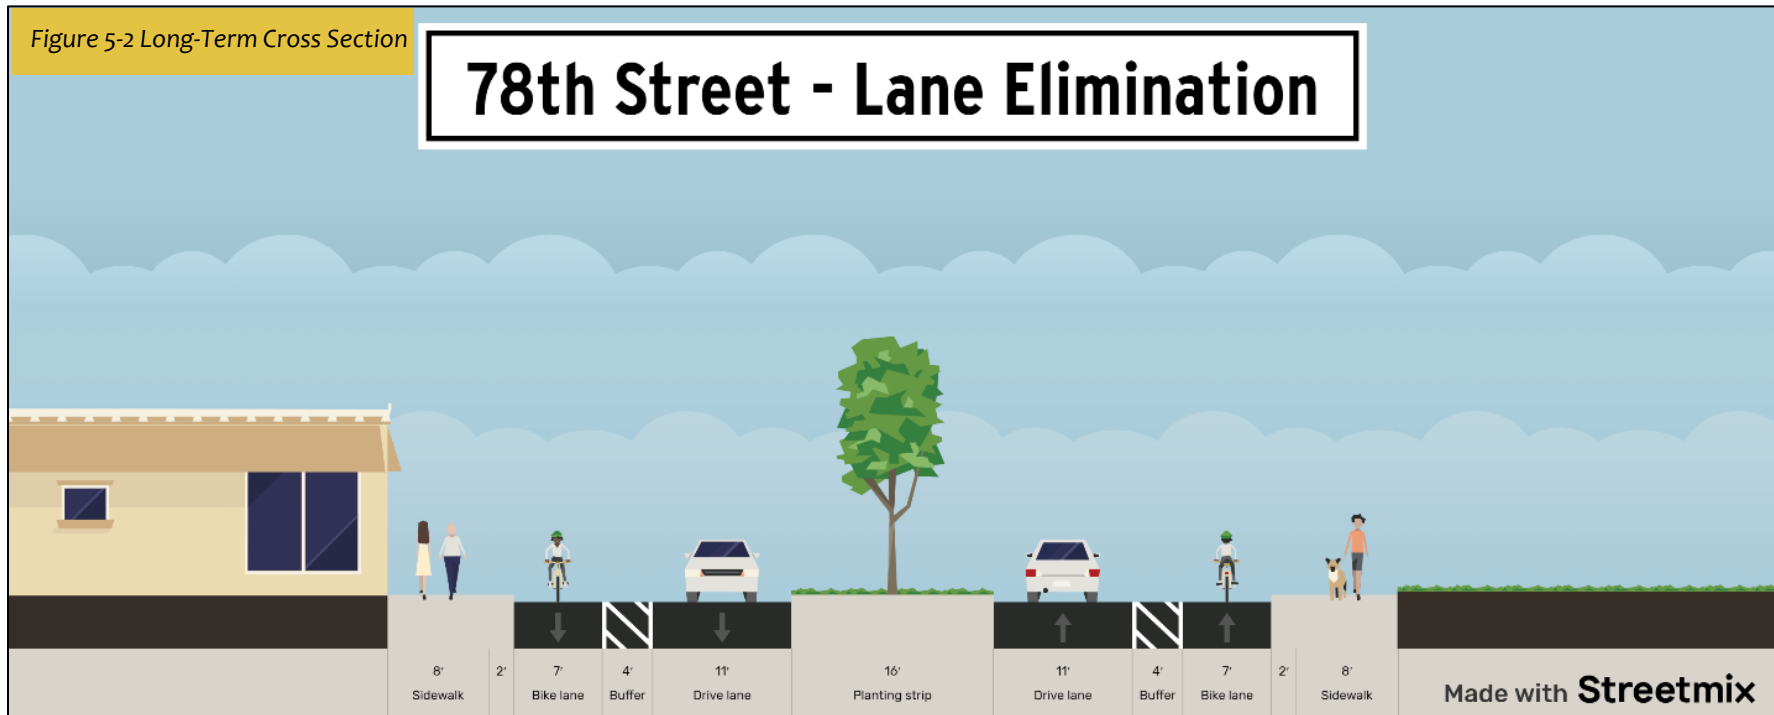 Figure 5-2 Long-Term Cross Section
78th Street - Lane Elimination
8' 2' 7' 4' 11' 16' 11' 4' 7' 2' 8'
Sidewalk Bike lane Buffer Drive lane Planting strip Drive lane Buffer Bike lane Sidewalk
Made with Streetmix